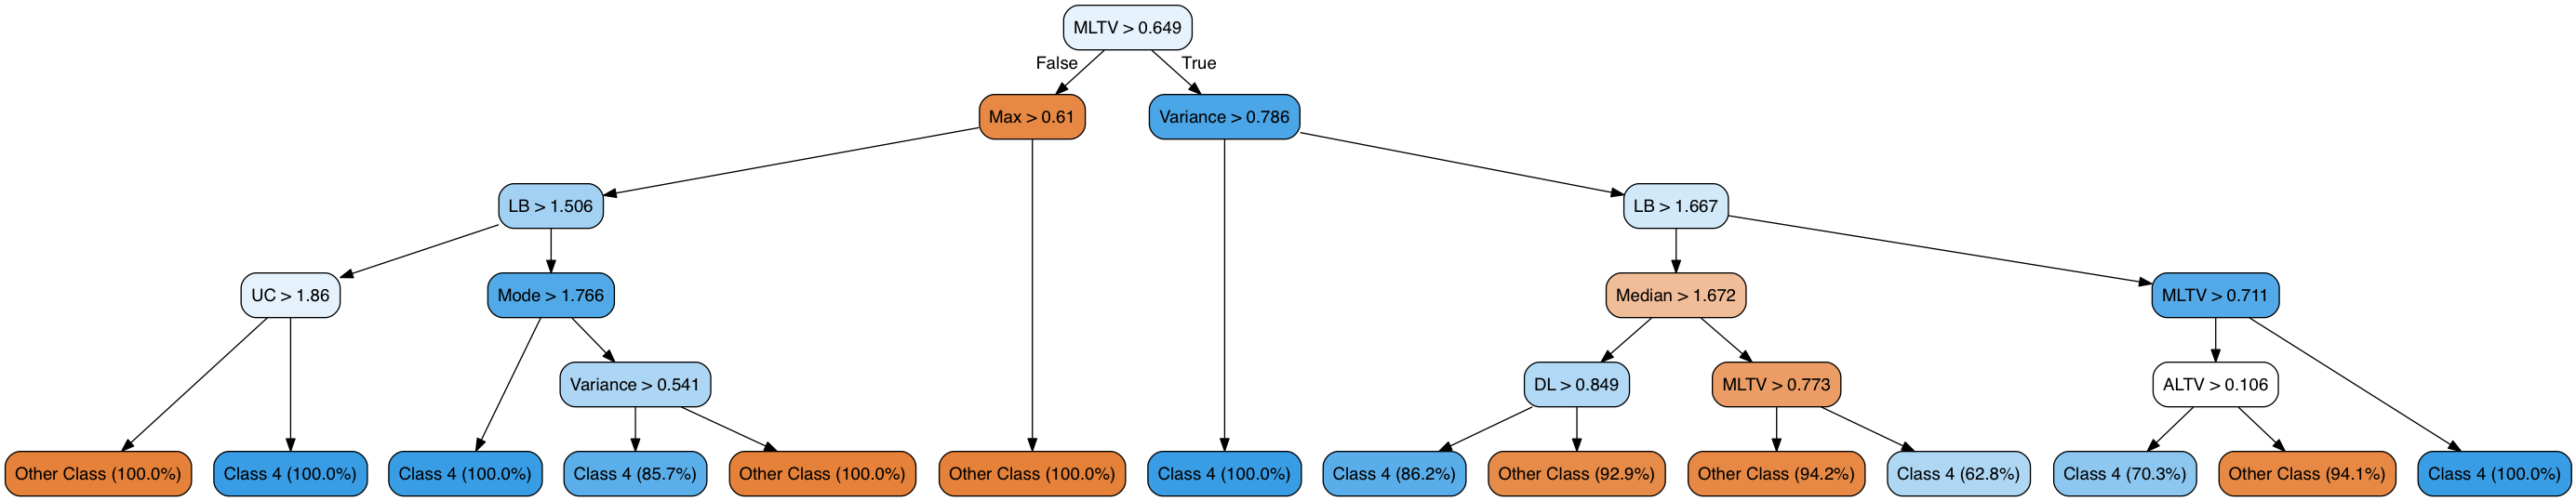 MLTV > 0.649
False
True
Max > 0.61
Variance > 0.786
LB > 1.506
LB > 1.667
UC > 1.86
Mode > 1.766
Median > 1.672
MLTV > 0.711
Variance > 0.541
DL > 0.849
MLTV > 0.773
ALTV > 0.106
Other Class (100.0%)
Class 4 (100.0%)
Class 4 (100.0%)
Class 4 (85.7%)
Other Class (100.0%)
Other Class (100.0%)
Class 4 (100.0%)
Class 4 (86.2%)
Other Class (92.9%)
Other Class (94.2%)
Class 4 (62.8%)
Class 4 (70.3%)
Other Class (94.1%)
Class 4 (100.0%)